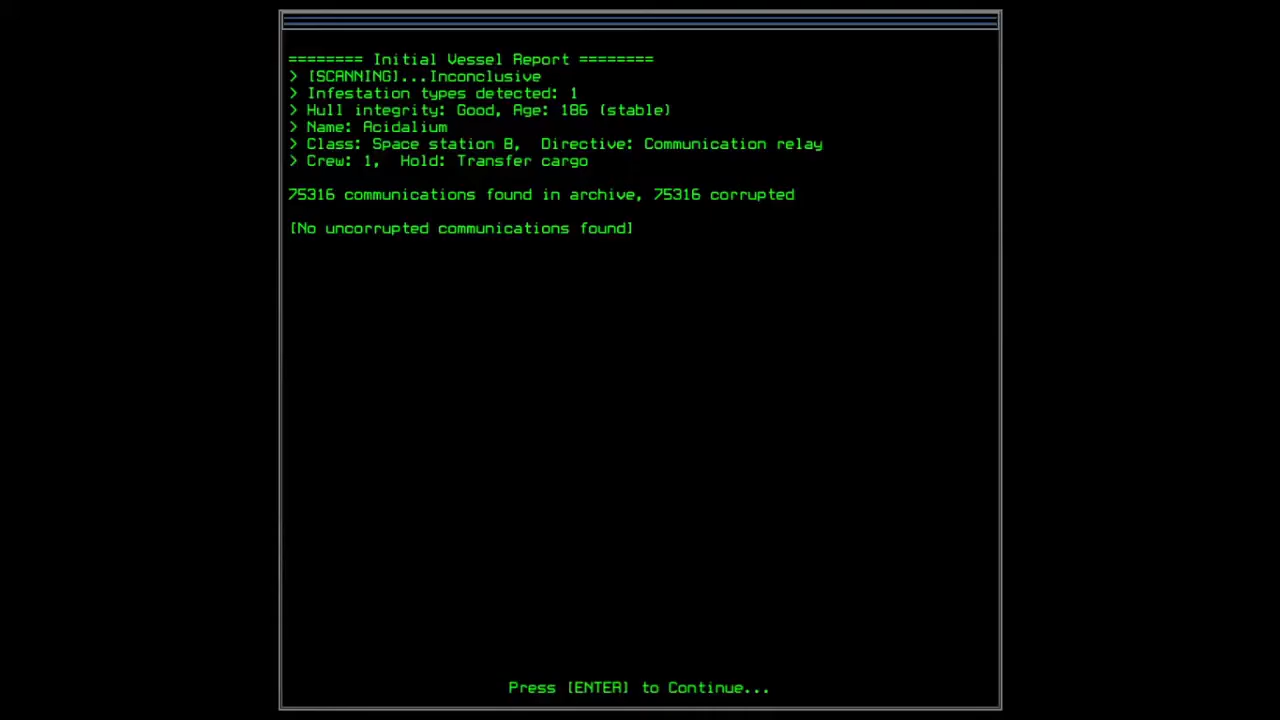 ======== Initial Vessel Report ========
> [SCANNING]...Inconclusive
> Infestation types detected: 1
> Hull integrity: Good, Age: 186 (stable)
> Name: Acidalium
> Class: Space station B,  Directive: Communication relay
> Crew: 1,  Hold: Transfer cargo
75316 communications found in archive, 75316 corrupted
[No uncorrupted communications found]
Press [ENTER] to Continue...